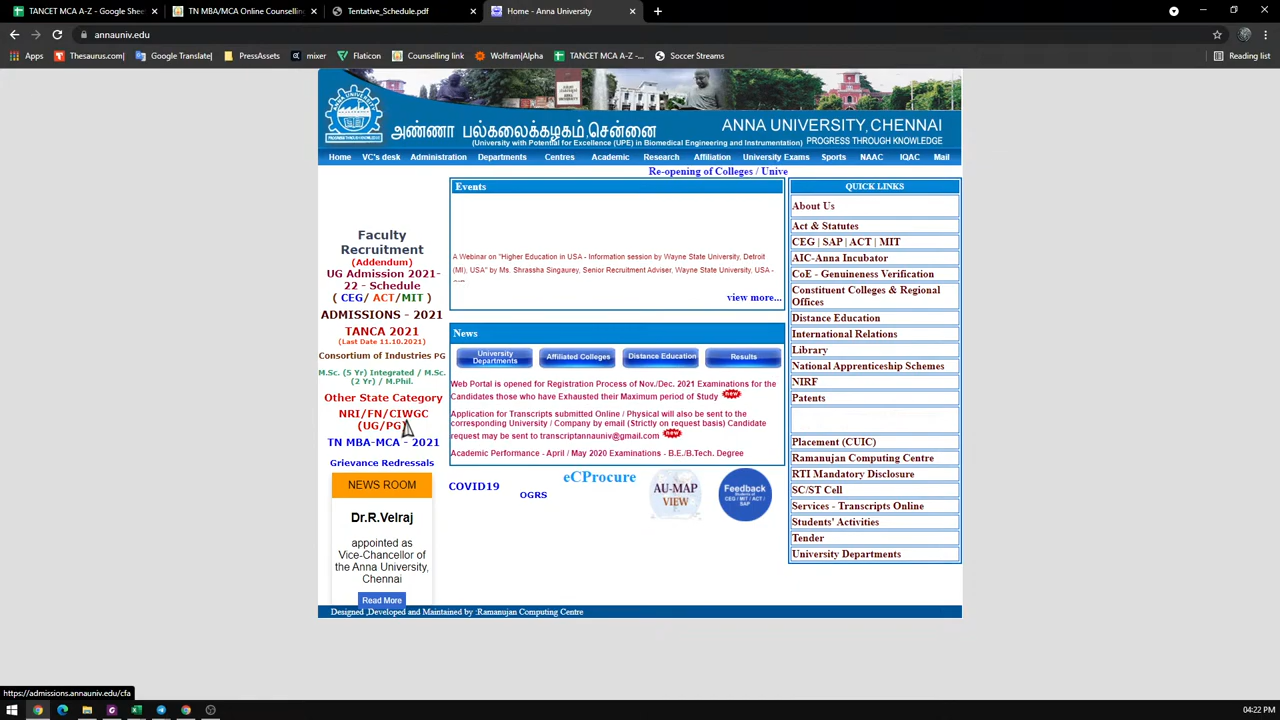 TANCET MCA A-Z - Google Sheets
TN MBA/MCA Online Counselling
Tentative_Schedule.pdf
Home - Anna University
annauniv.edu
Apps
Thesaurus.com...
Google Translate|
PressAssets
mixer
Flaticon
Counselling link
Wolfram|Alpha
TANCET MCA A-Z -...
Soccer Streams
Reading list
அண்ணா பல்கலைக்கழகம்,சென்னை
ANNA UNIVERSITY,CHENNAI
(University with Potential for Excellence (UPE) in Biomedical Engineering and Instrumentation)
PROGRESS THROUGH KNOWLEDGE
Home VC's desk Administration Departments Centres Academic Research Affiliation University Exams Sports NAAC IQAC Mail
Re-opening of Colleges / Unive
Faculty
Recruitment
(Addendum)
UG Admission 2021-
22 - Schedule
( CEG/ ACT/MIT )
ADMISSIONS - 2021
TANCA 2021
(Last Date 11.10.2021)
Consortium of Industries PG
M.Sc. (5 Yr) Integrated / M.Sc.
(2 Yr) / M.Phil.
Other State Category
NRI/FN/CIWGC
(UG/PG)
TN MBA-MCA - 2021
Grievance Redressals
NEWS ROOM
Dr.R.Velraj
appointed as
Vice-Chancellor of
the Anna University,
Chennai
Read More
Events
A Webinar on "Higher Education in USA - Information session by Wayne State University, Detroit
(MI), USA" by Ms. Shrassha Singaurey, Senior Recruitment Adviser, Wayne State University, USA -
view more...
News
University
Departments
Affiliated Colleges
Distance Education
Results
Web Portal is opened for Registration Process of Nov./Dec. 2021 Examinations for the
Candidates those who have Exhausted their Maximum period of Study new
Application for Transcripts submitted Online / Physical will also be sent to the
corresponding University / Company by email (Strictly on request basis) Candidate
request may be sent to transcriptannauniv@gmail.com new
Academic Performance - April / May 2020 Examinations - B.E./B.Tech. Degree
COVID19
OGRS
eCProcure
AU-MAP
VIEW
Feedback
CEG / MIT / ACT /
SAP
QUICK LINKS
About Us
Act & Statutes
CEG | SAP | ACT | MIT
AIC-Anna Incubator
CoE - Genuineness Verification
Constituent Colleges & Regional
Offices
Distance Education
International Relations
Library
National Apprenticeship Schemes
NIRF
Patents
Placement (CUIC)
Ramanujan Computing Centre
RTI Mandatory Disclosure
SC/ST Cell
Services - Transcripts Online
Students' Activities
Tender
University Departments
Designed ,Developed and Maintained by :Ramanujan Computing Centre
https://admissions.annauniv.edu/cfa
04:22 PM